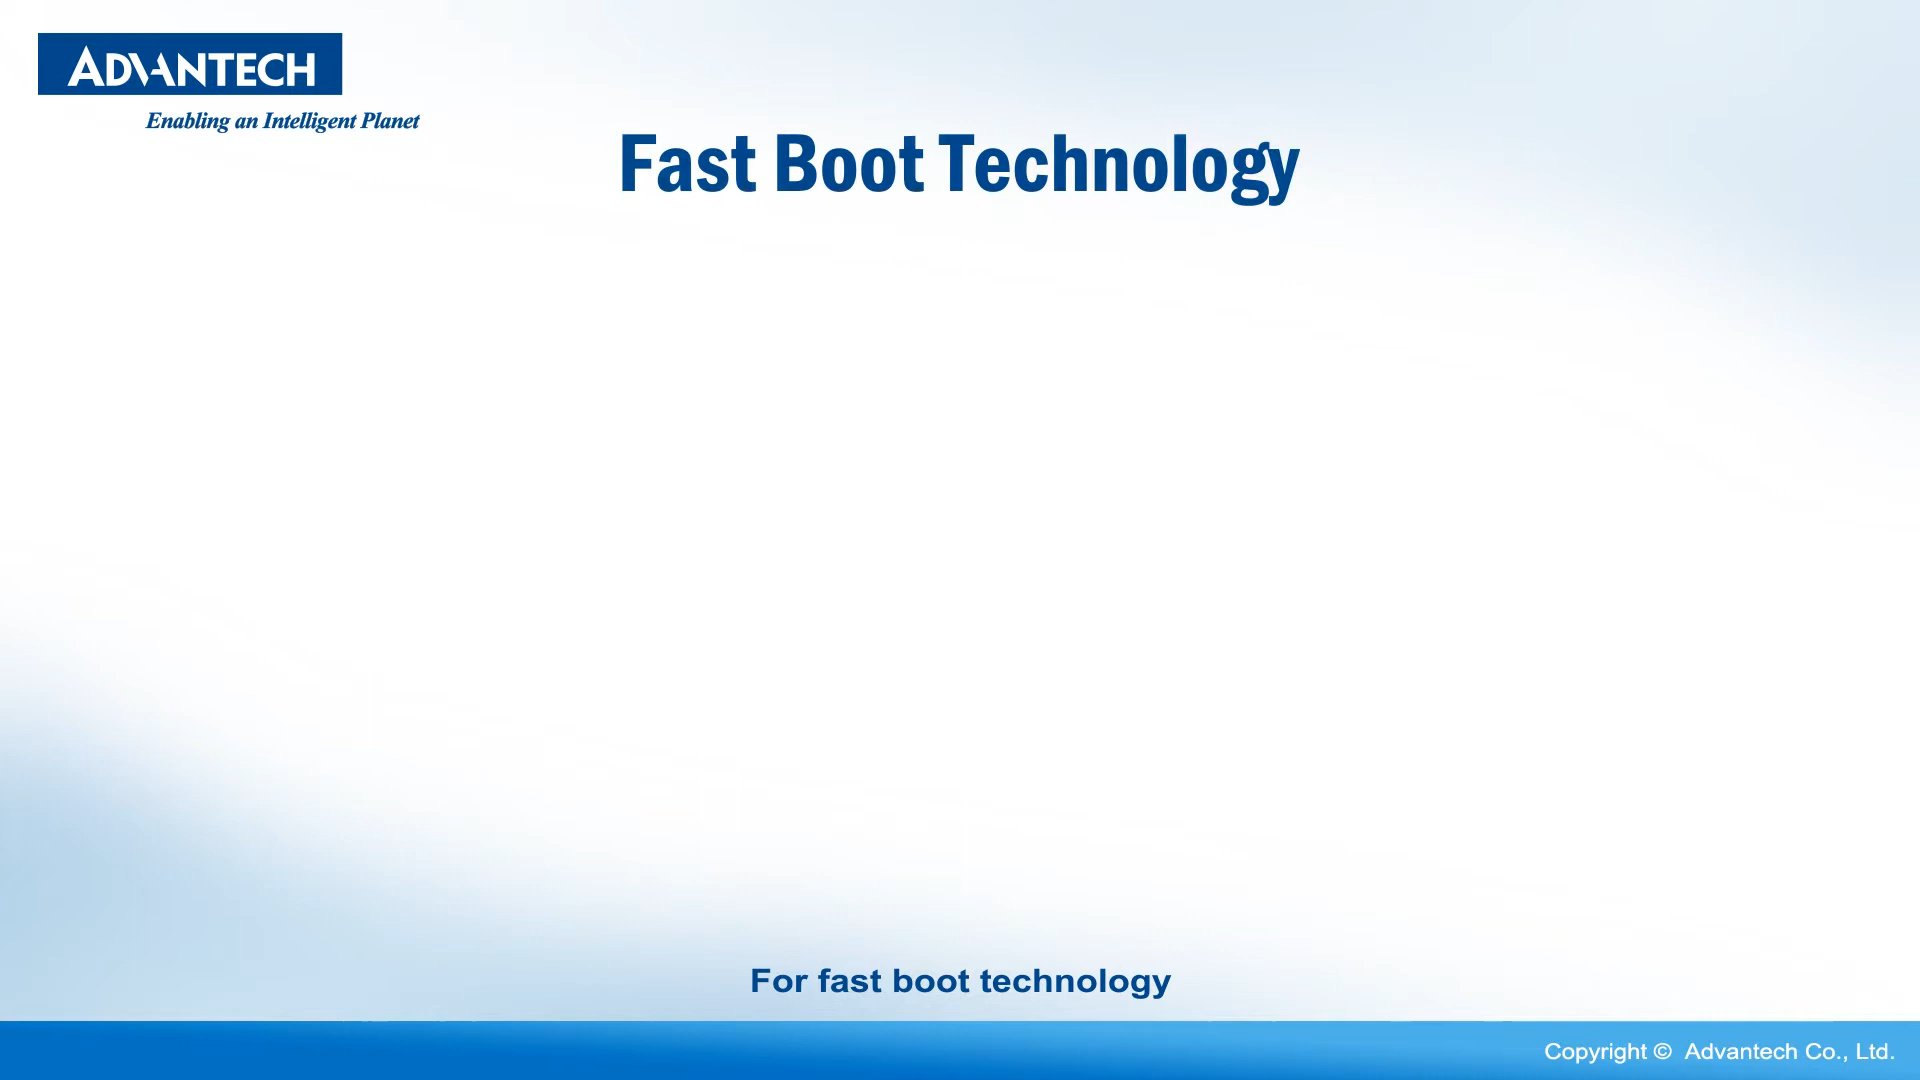 ADVANTECH
Enabling an Intelligent Planet
Fast Boot Technology
For fast boot technology
Copyright © Advantech Co., Ltd.